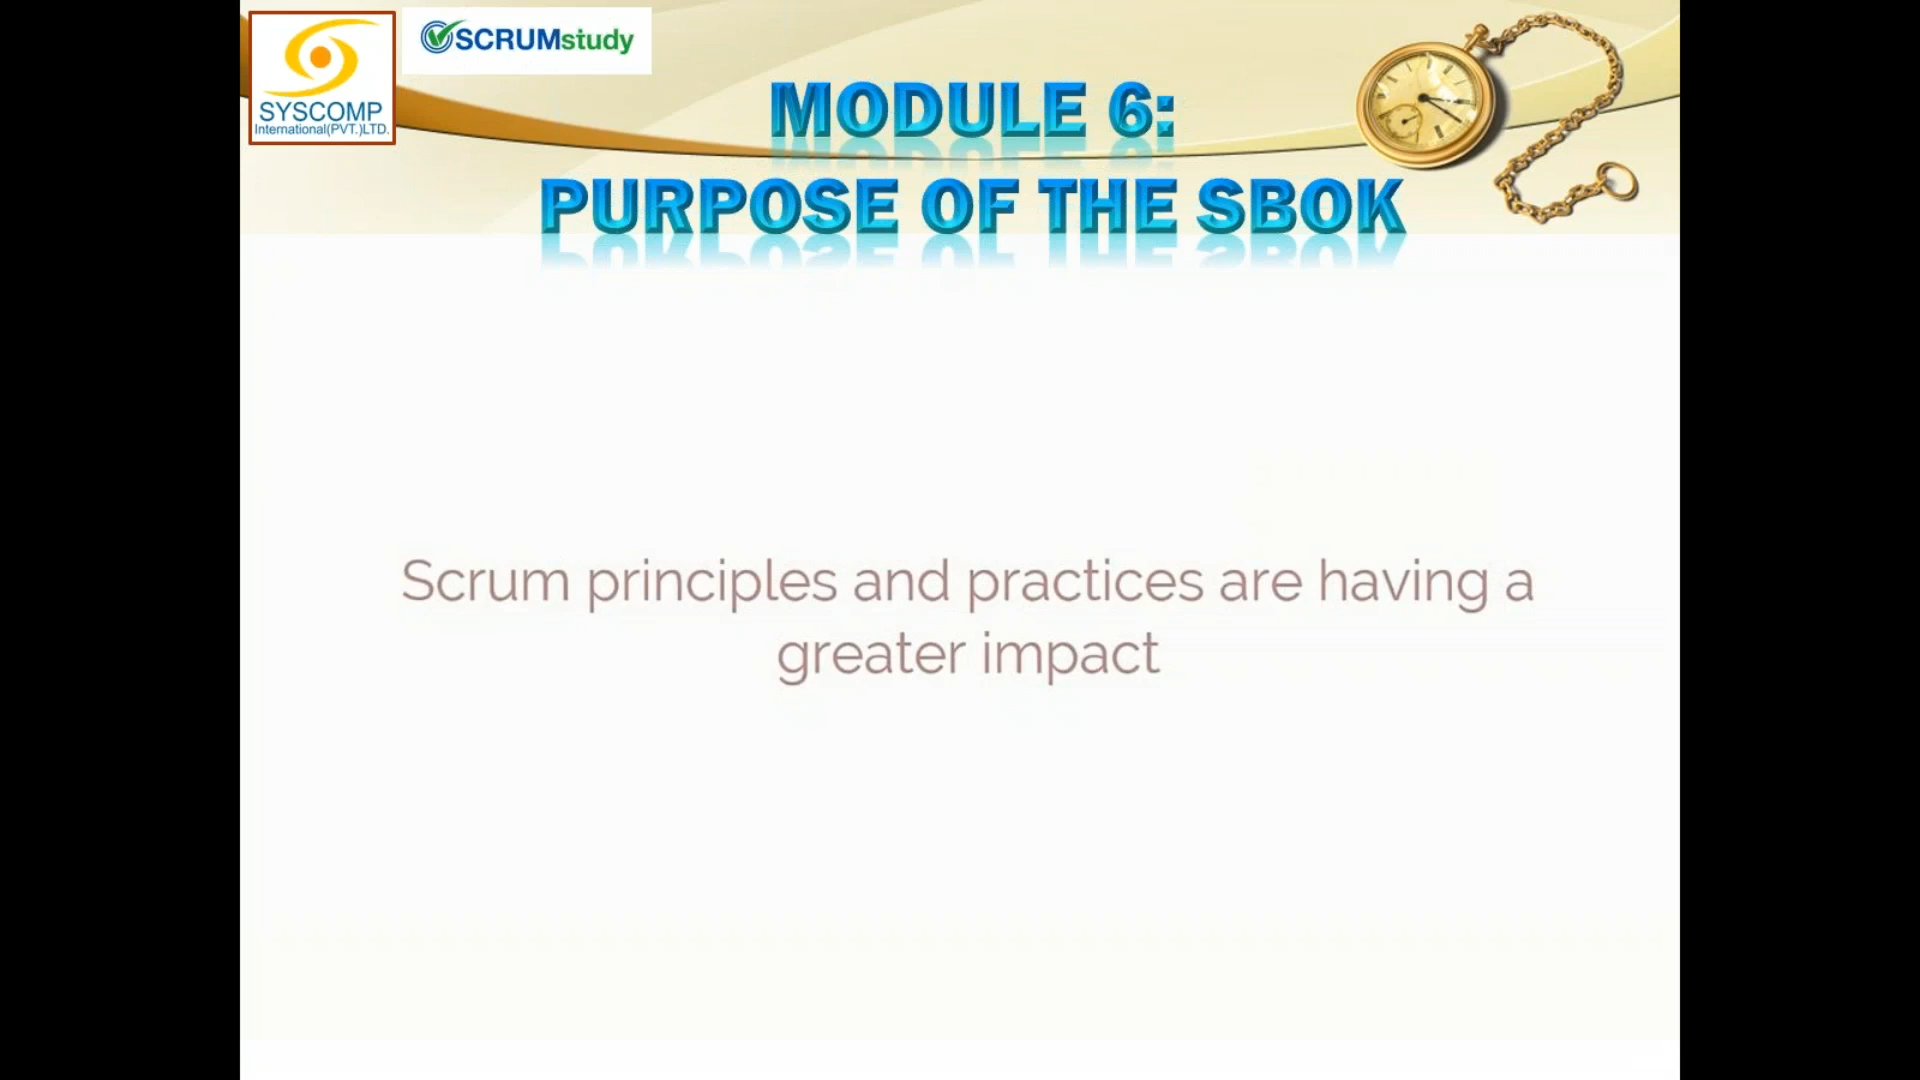 SYSCOMP
International(PVT.)LTD.
SCRUMstudy
MODULE 6:
PURPOSE OF THE SBOK
Scrum principles and practices are having a
greater impact